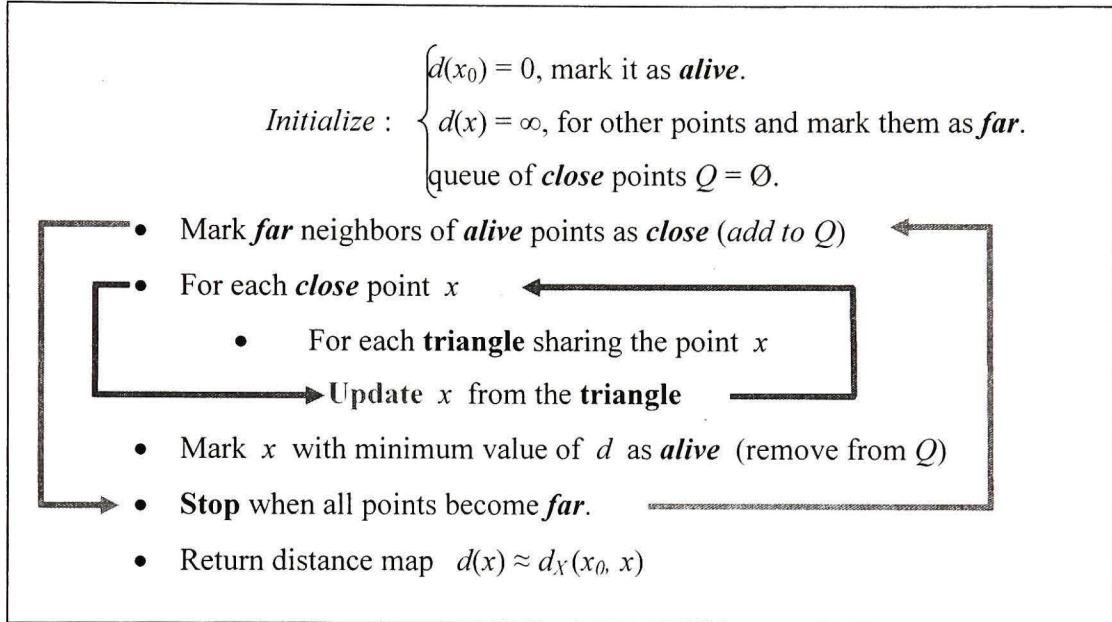 d(x₀) = 0, mark it as alive.
Initialize : d(x) = ∞, for other points and mark them as far.
queue of close points Q = Ø.
• Mark far neighbors of alive points as close (add to Q)
• For each close point x
• For each triangle sharing the point x
Update x from the triangle
• Mark x with minimum value of d as alive (remove from Q)
• Stop when all points become far.
• Return distance map d(x) ≈ d_X(x₀, x)